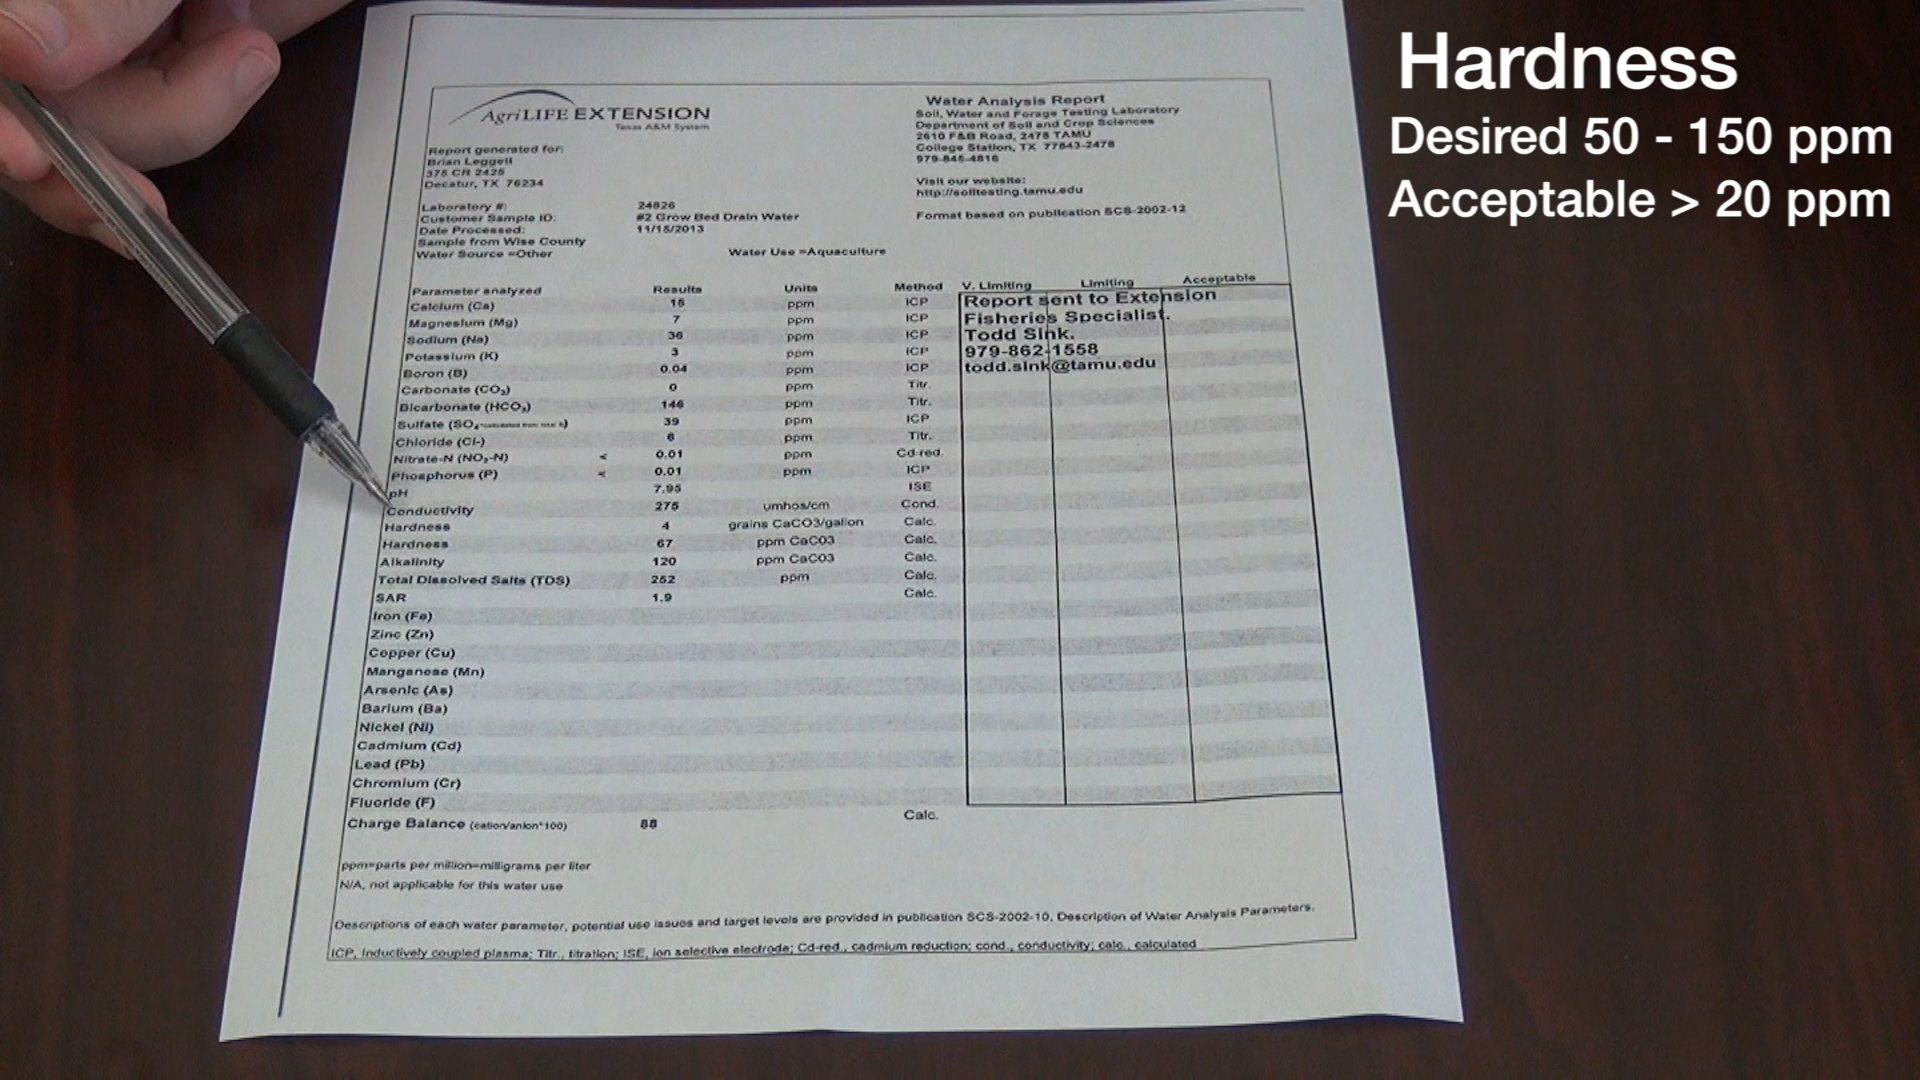 Hardness
Desired 50 - 150 ppm
Acceptable > 20 ppm
AgriLIFE EXTENSION
Texas A&M System
Water Analysis Report
Soil, Water and Forage Testing Laboratory
Department of Soil and Crop Sciences
2610 F&B Road, 2478 TAMU
College Station, TX 77843-2478
979-845-4816
Visit our website:
http://soiltesting.tamu.edu
Format based on publication SCS-2002-12
Report generated for:
Brian Leggett
375 CR 2425
Decatur, TX 76234
Laboratory #: 24826
Customer Sample ID: #2 Grow Bed Drain Water
Date Processed: 11/15/2013
Sample from Wise County
Water Source =Other Water Use =Aquaculture
Parameter analyzed Results Units Method V. Limiting Limiting Acceptable
Calcium (Ca) 15 ppm ICP
Magnesium (Mg) 7 ppm ICP
Sodium (Na) 36 ppm ICP
Potassium (K) 3 ppm ICP
Boron (B) 0.04 ppm ICP
Carbonate (CO₃) 0 ppm Titr.
Bicarbonate (HCO₃) 146 ppm Titr.
Sulfate (SO₄-calculated from total S) 39 ppm ICP
Chloride (Cl-) 6 ppm Titr.
Nitrate-N (NO₃-N) < 0.01 ppm Cd-red.
Phosphorus (P) < 0.01 ppm ICP
pH 7.95 ISE
Conductivity 275 umhos/cm Cond.
Hardness 4 grains CaCO3/gallon Calc.
Hardness 67 ppm CaCO3 Calc.
Alkalinity 120 ppm CaCO3 Calc.
Total Dissolved Salts (TDS) 252 ppm Calc.
SAR 1.9 Calc.
Iron (Fe)
Zinc (Zn)
Copper (Cu)
Manganese (Mn)
Arsenic (As)
Barium (Ba)
Nickel (Ni)
Cadmium (Cd)
Lead (Pb)
Chromium (Cr)
Fluoride (F)
Charge Balance (cation/anion*100) 88 Calc.
Report sent to Extension
Fisheries Specialist.
Todd Sink.
979-862-1558
todd.sink@tamu.edu
ppm=parts per million=milligrams per liter
N/A, not applicable for this water use
Descriptions of each water parameter, potential use issues and target levels are provided in publication SCS-2002-10, Description of Water Analysis Parameters.
ICP, Inductively coupled plasma; Titr., titration; ISE, ion selective electrode; Cd-red., cadmium reduction; cond., conductivity; calc., calculated